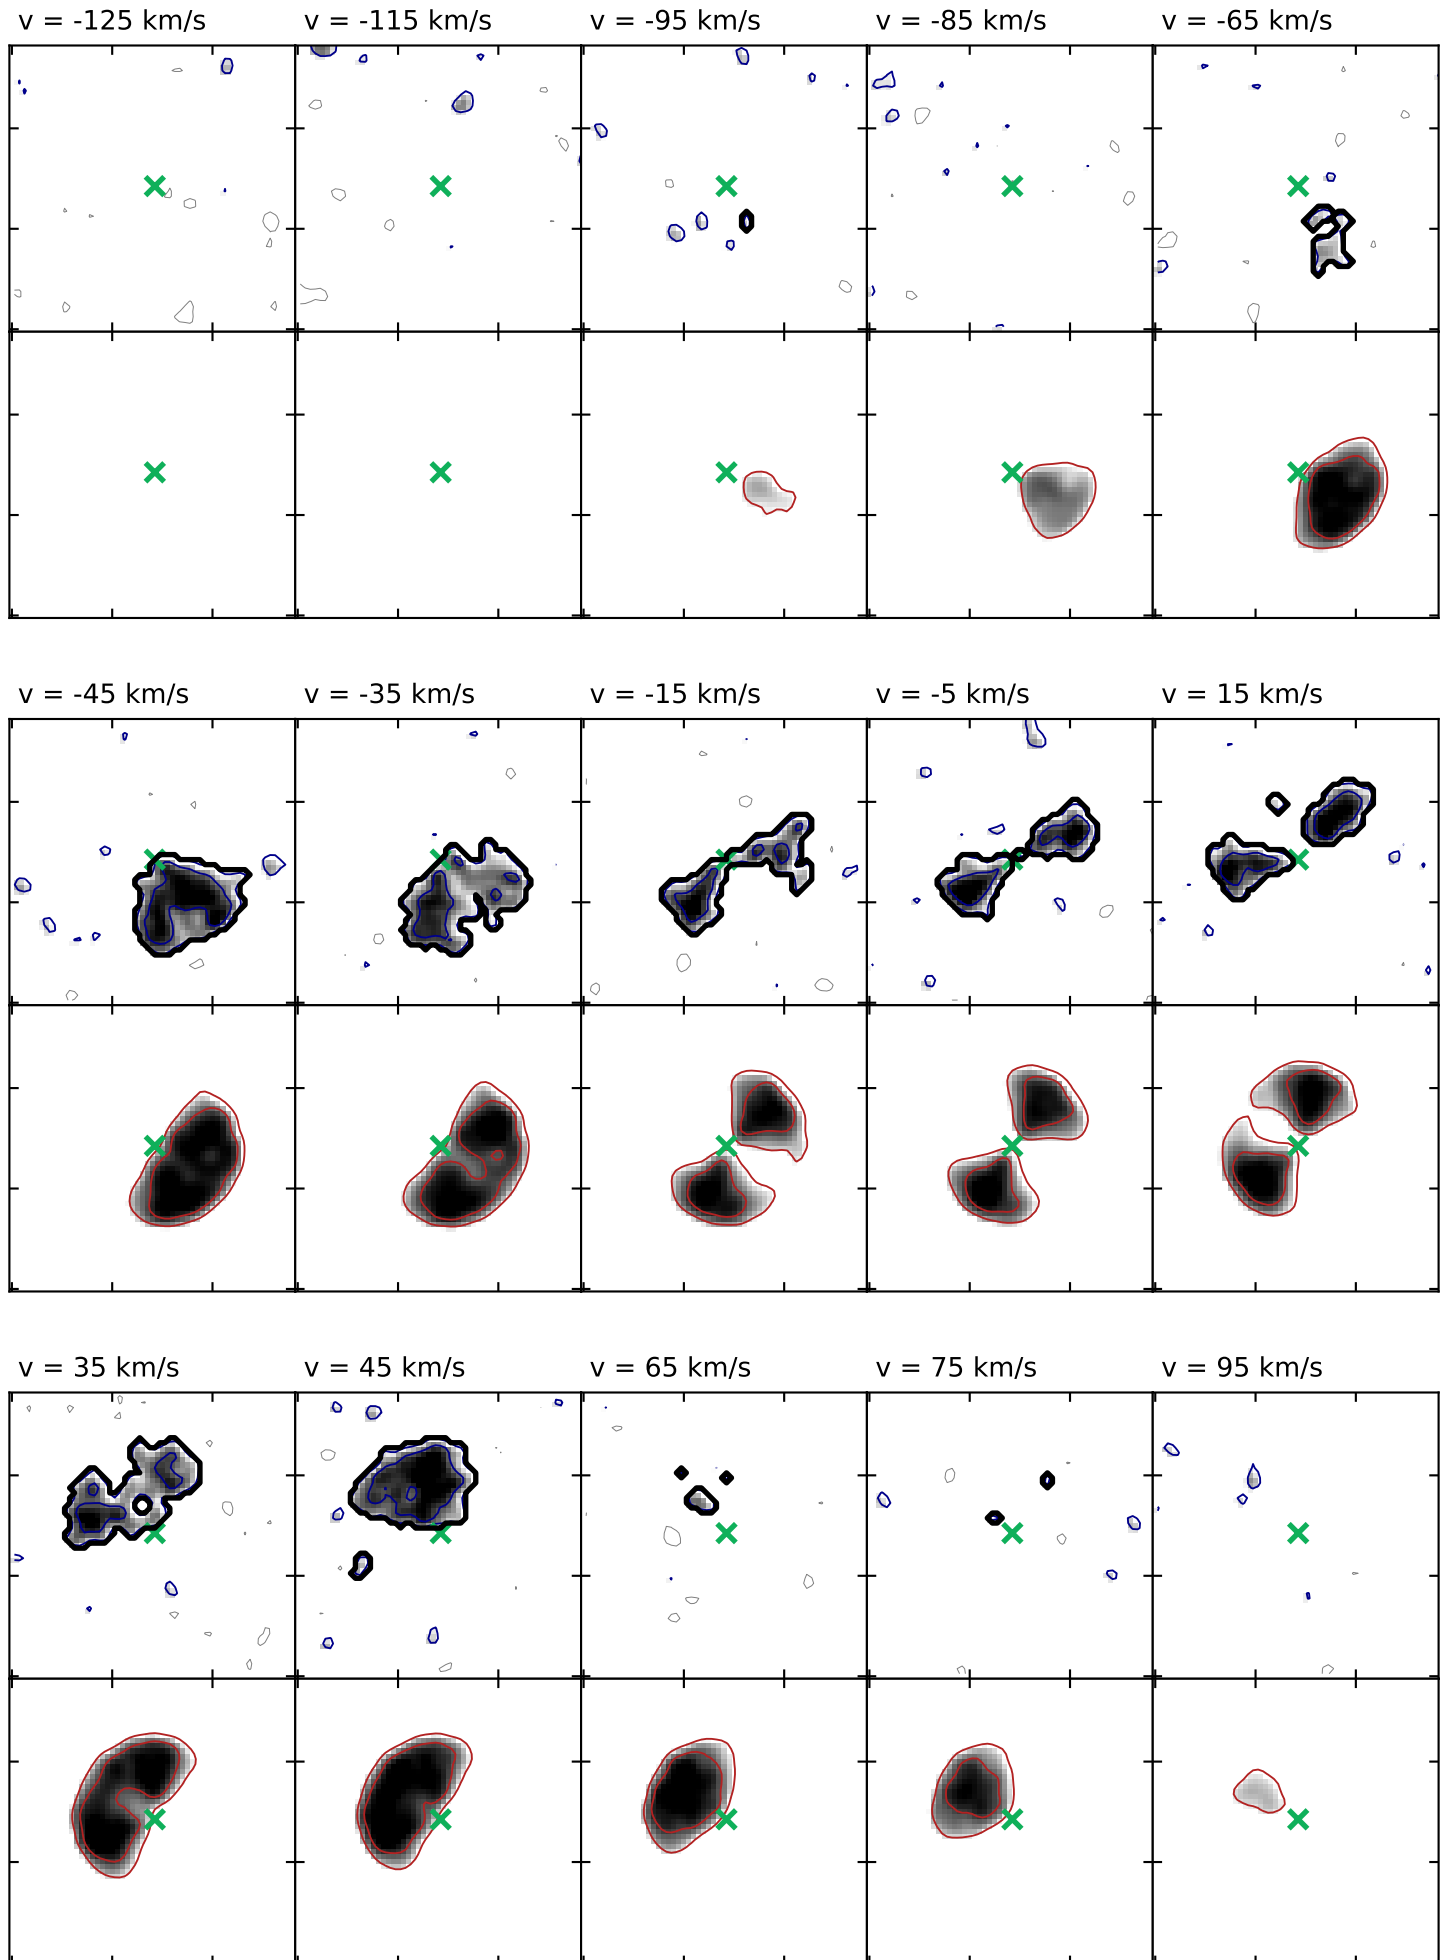 v = -125 km/s v = -115 km/s v = -95 km/s v = -85 km/s v = -65 km/s
v = -45 km/s v = -35 km/s v = -15 km/s v = -5 km/s v = 15 km/s
v = 35 km/s v = 45 km/s v = 65 km/s v = 75 km/s v = 95 km/s